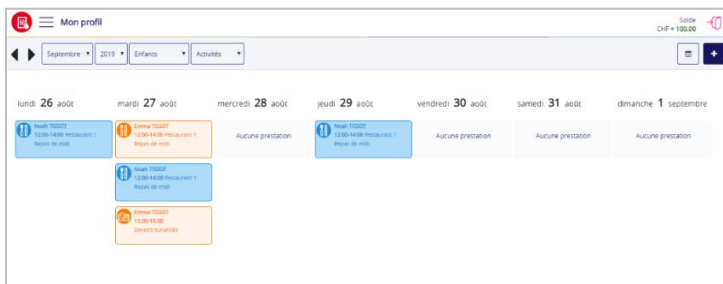 Mon profil
Solde
CHF + 100.00
Septembre
2019
Enfants
Activités
lundi 26 août
mardi 27 août
mercredi 28 août
jeudi 29 août
vendredi 30 août
samedi 31 août
dimanche 1 septembre
Noah TISSOT
12:00-14:00 Restaurant 1
Repas de midi
Emma TISSOT
12:00-14:00 Restaurant 1
Repas de midi
Aucune prestation
Noah TISSOT
12:00-14:00 Restaurant 1
Repas de midi
Aucune prestation
Aucune prestation
Aucune prestation
Noah TISSOT
12:00-14:00 Restaurant 1
Repas de midi
Emma TISSOT
Devoirs surveillés